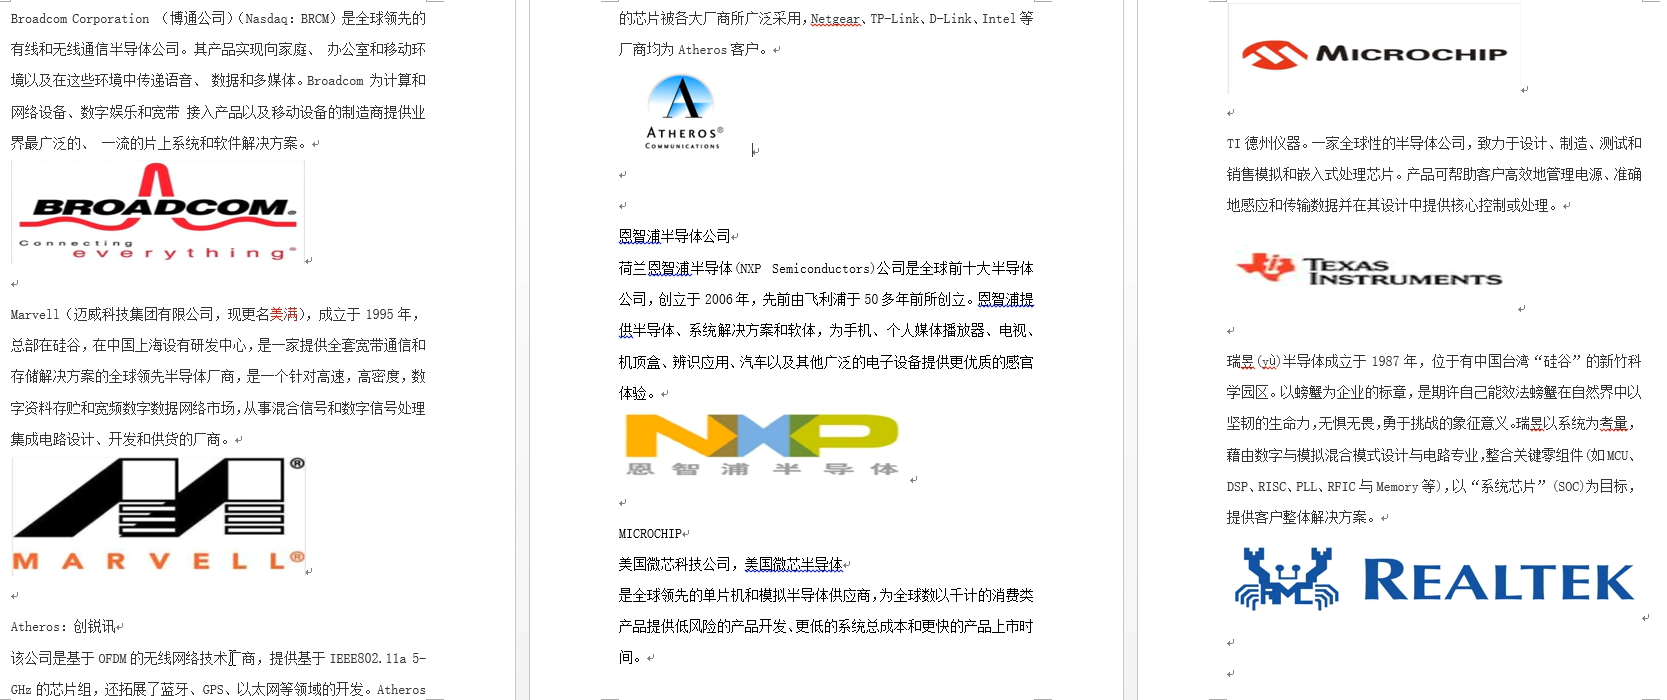 Broadcom Corporation （博通公司）（Nasdaq：BRCM）是全球领先的
有线和无线通信半导体公司。其产品实现向家庭、 办公室和移动环
境以及在这些环境中传递语音、 数据和多媒体。Broadcom 为计算和
网络设备、数字娱乐和宽带 接入产品以及移动设备的制造商提供业
界最广泛的、 一流的片上系统和软件解决方案。
BROADCOM.
Connecting
everything®
Marvell（迈威科技集团有限公司，现更名美满），成立于 1995 年，
总部在硅谷，在中国上海设有研发中心，是一家提供全套宽带通信和
存储解决方案的全球领先半导体厂商，是一个针对高速，高密度，数
字资料存贮和宽频数字数据网络市场，从事混合信号和数字信号处理
集成电路设计、开发和供货的厂商。
®
MARVELL®
Atheros：创锐讯
该公司是基于 OFDM 的无线网络技术厂商，提供基于 IEEE802.11a 5-
GHz 的芯片组，还拓展了蓝牙、GPS、以太网等领域的开发。Atheros
的芯片被各大厂商所广泛采用，Netgear、TP-Link、D-Link、Intel 等
厂商均为 Atheros 客户。
ATHEROS®
COMMUNICATIONS
恩智浦半导体公司
荷兰恩智浦半导体(NXP Semiconductors)公司是全球前十大半导体
公司，创立于 2006 年，先前由飞利浦于 50 多年前所创立。恩智浦提
供半导体、系统解决方案和软体，为手机、个人媒体播放器、电视、
机顶盒、辨识应用、汽车以及其他广泛的电子设备提供更优质的感官
体验。
NXP
恩智浦半导体
MICROCHIP
美国微芯科技公司，美国微芯半导体
是全球领先的单片机和模拟半导体供应商，为全球数以千计的消费类
产品提供低风险的产品开发、更低的系统总成本和更快的产品上市时
间。
MICROCHIP
TI 德州仪器。一家全球性的半导体公司，致力于设计、制造、测试和
销售模拟和嵌入式处理芯片。产品可帮助客户高效地管理电源、准确
地感应和传输数据并在其设计中提供核心控制或处理。
TEXAS
INSTRUMENTS
瑞昱(yù)半导体成立于 1987 年，位于有中国台湾“硅谷”的新竹科
学园区。以螃蟹为企业的标章，是期许自己能效法螃蟹在自然界中以
坚韧的生命力，无惧无畏，勇于挑战的象征意义。瑞昱以系统为考量，
藉由数字与模拟混合模式设计与电路专业，整合关键零组件(如 MCU、
DSP、RISC、PLL、RFIC 与 Memory 等)，以“系统芯片”(SOC)为目标，
提供客户整体解决方案。
REALTEK